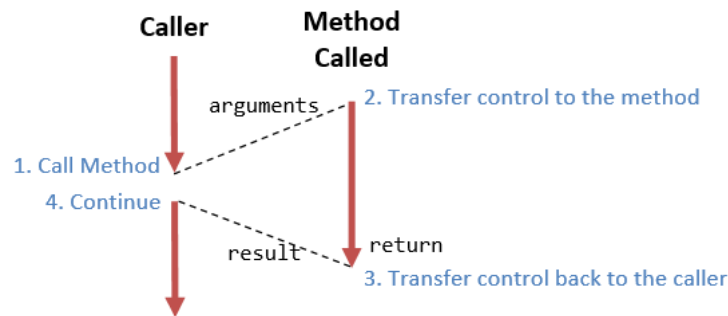 Caller
Method
Called
2. Transfer control to the method
arguments
1. Call Method
4. Continue
return
result
3. Transfer control back to the caller